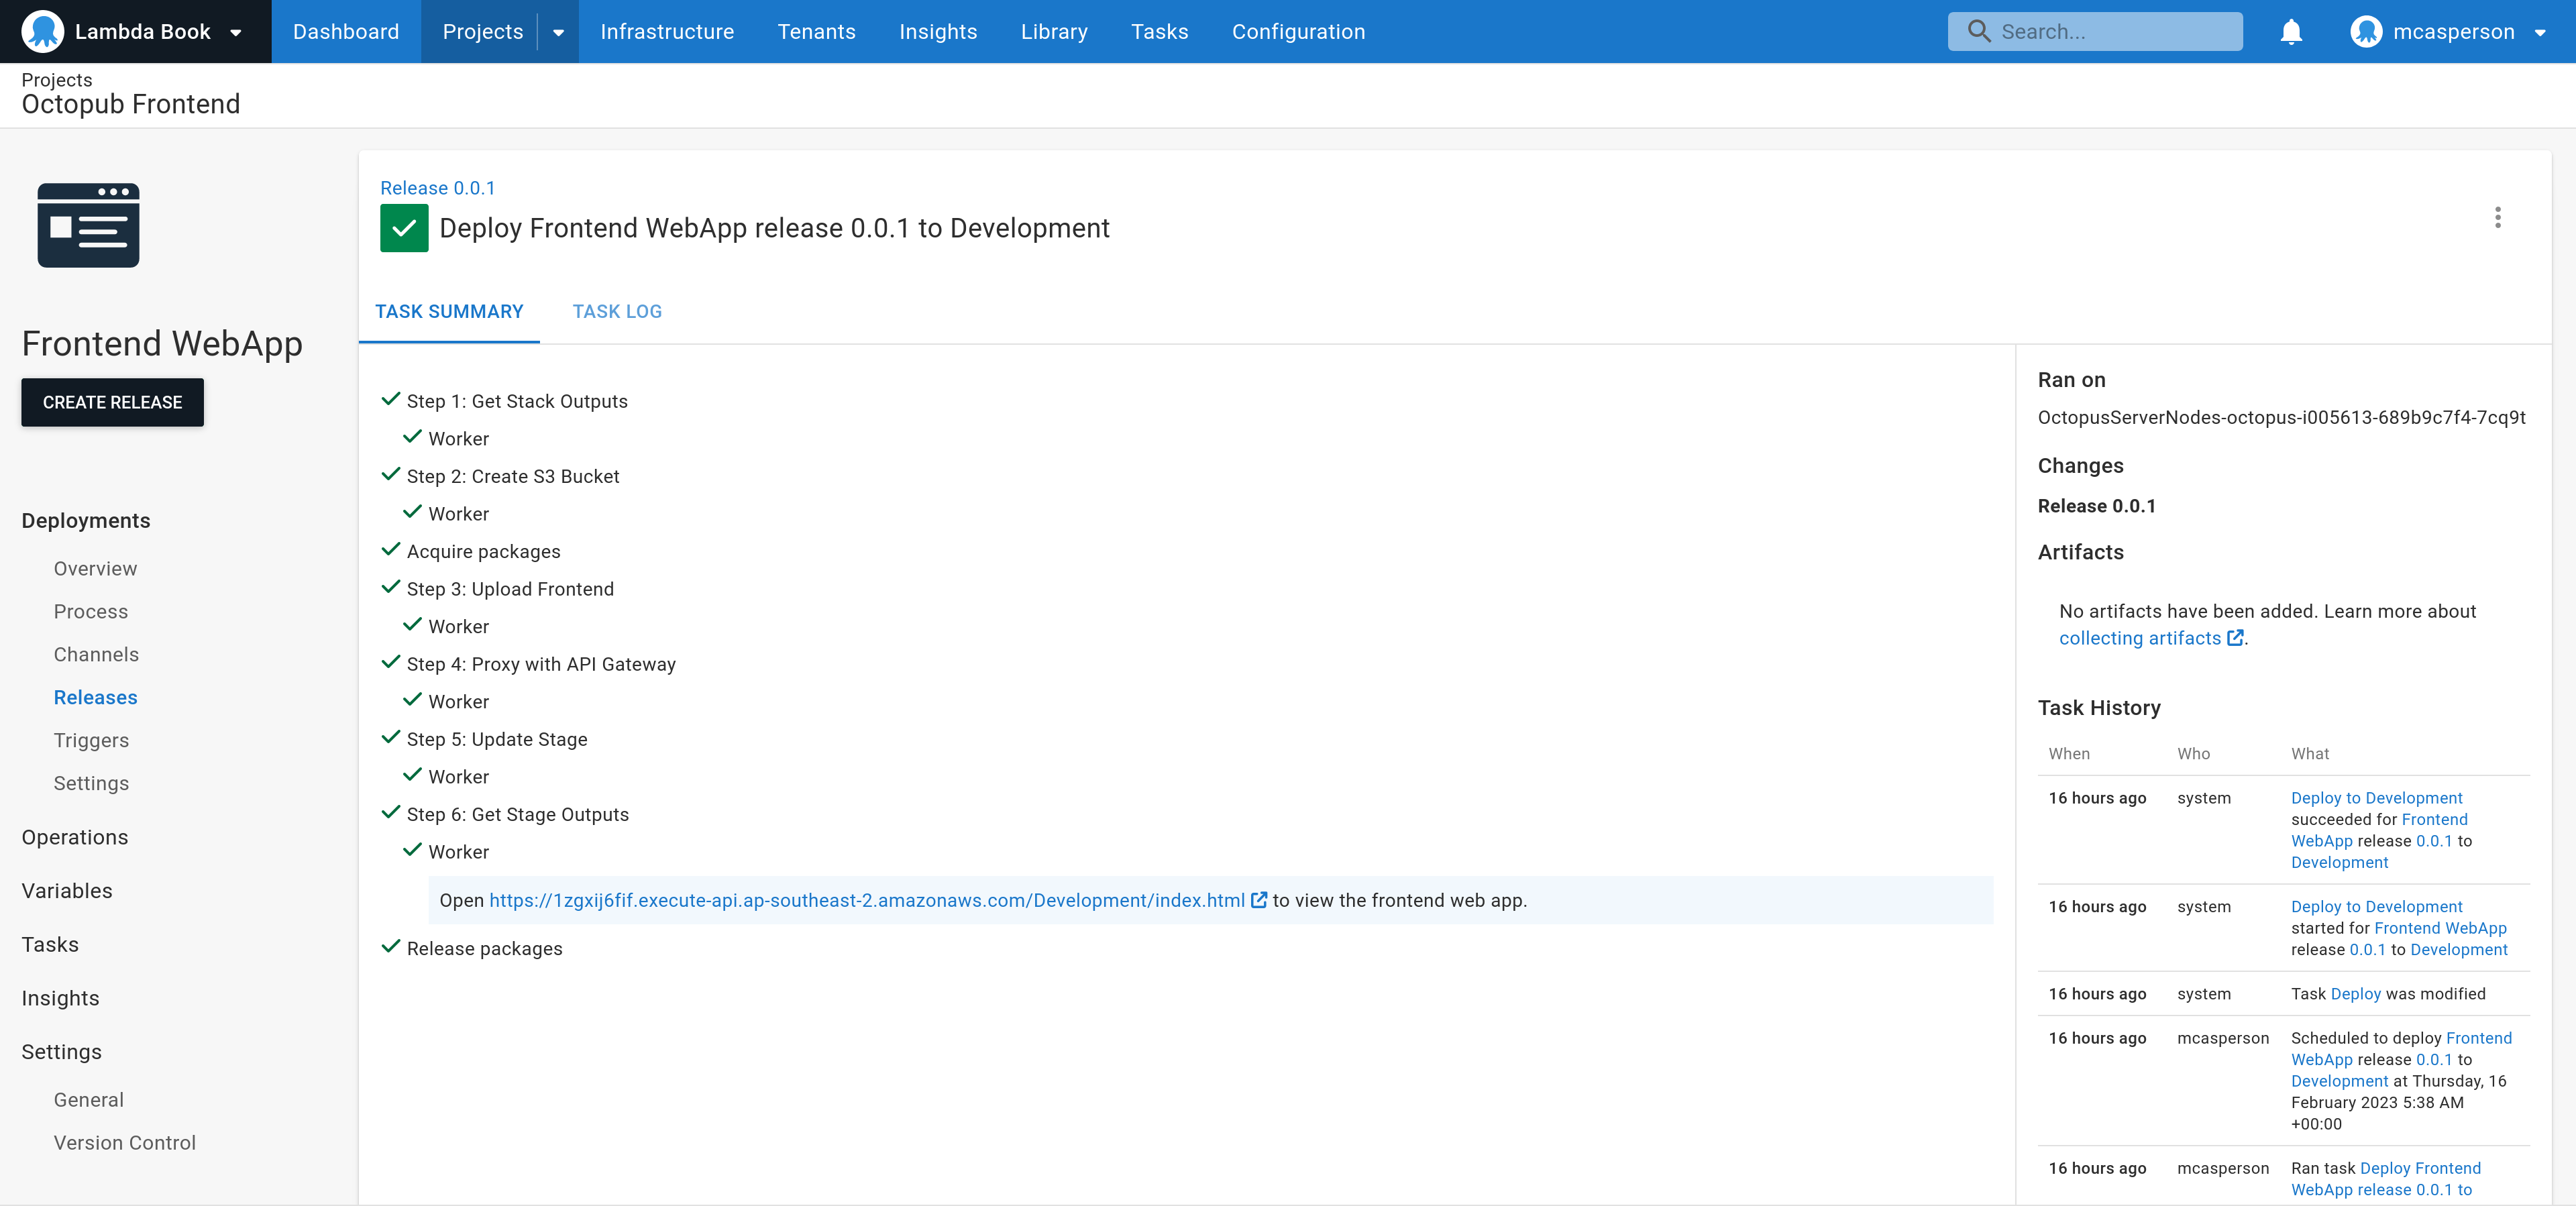 Lambda Book
Dashboard
Projects
Infrastructure
Tenants
Insights
Library
Tasks
Configuration
Search...
mcasperson
Projects
Octopub Frontend
Frontend WebApp
CREATE RELEASE
Deployments
Overview
Process
Channels
Releases
Triggers
Settings
Operations
Variables
Tasks
Insights
Settings
General
Version Control
Release 0.0.1
Deploy Frontend WebApp release 0.0.1 to Development
TASK SUMMARY
TASK LOG
Step 1: Get Stack Outputs
Worker
Step 2: Create S3 Bucket
Worker
Acquire packages
Step 3: Upload Frontend
Worker
Step 4: Proxy with API Gateway
Worker
Step 5: Update Stage
Worker
Step 6: Get Stage Outputs
Worker
Open https://1zgxij6fif.execute-api.ap-southeast-2.amazonaws.com/Development/index.html to view the frontend web app.
Release packages
Ran on
OctopusServerNodes-octopus-i005613-689b9c7f4-7cq9t
Changes
Release 0.0.1
Artifacts
No artifacts have been added. Learn more about
collecting artifacts.
Task History
When Who What
16 hours ago system Deploy to Development
succeeded for Frontend
WebApp release 0.0.1 to
Development
16 hours ago system Deploy to Development
started for Frontend WebApp
release 0.0.1 to Development
16 hours ago system Task Deploy was modified
16 hours ago mcasperson Scheduled to deploy Frontend
WebApp release 0.0.1 to
Development at Thursday, 16
February 2023 5:38 AM
+00:00
16 hours ago mcasperson Ran task Deploy Frontend
WebApp release 0.0.1 to